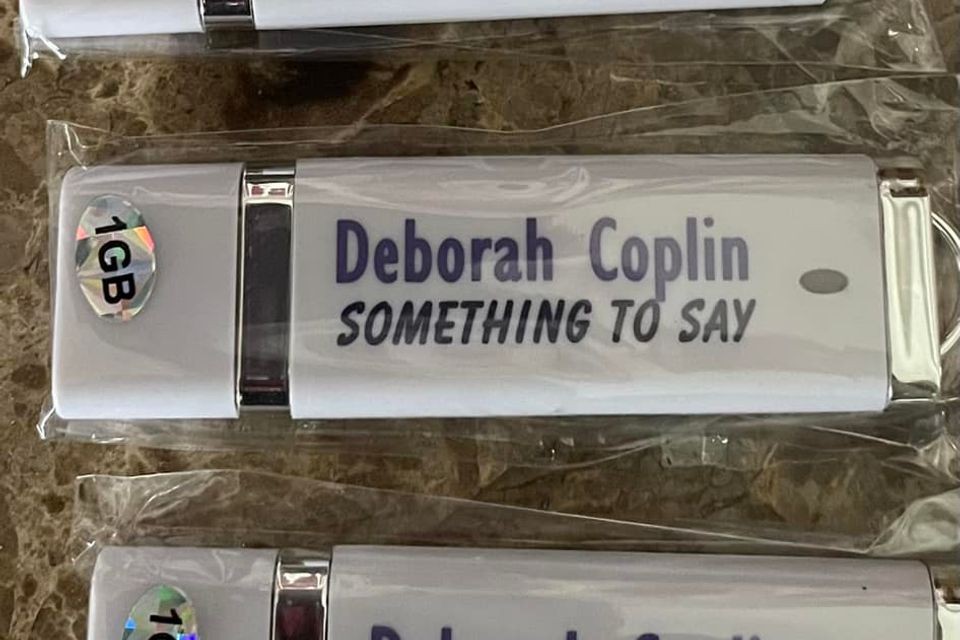 1GB
Deborah Coplin
SOMETHING TO SAY